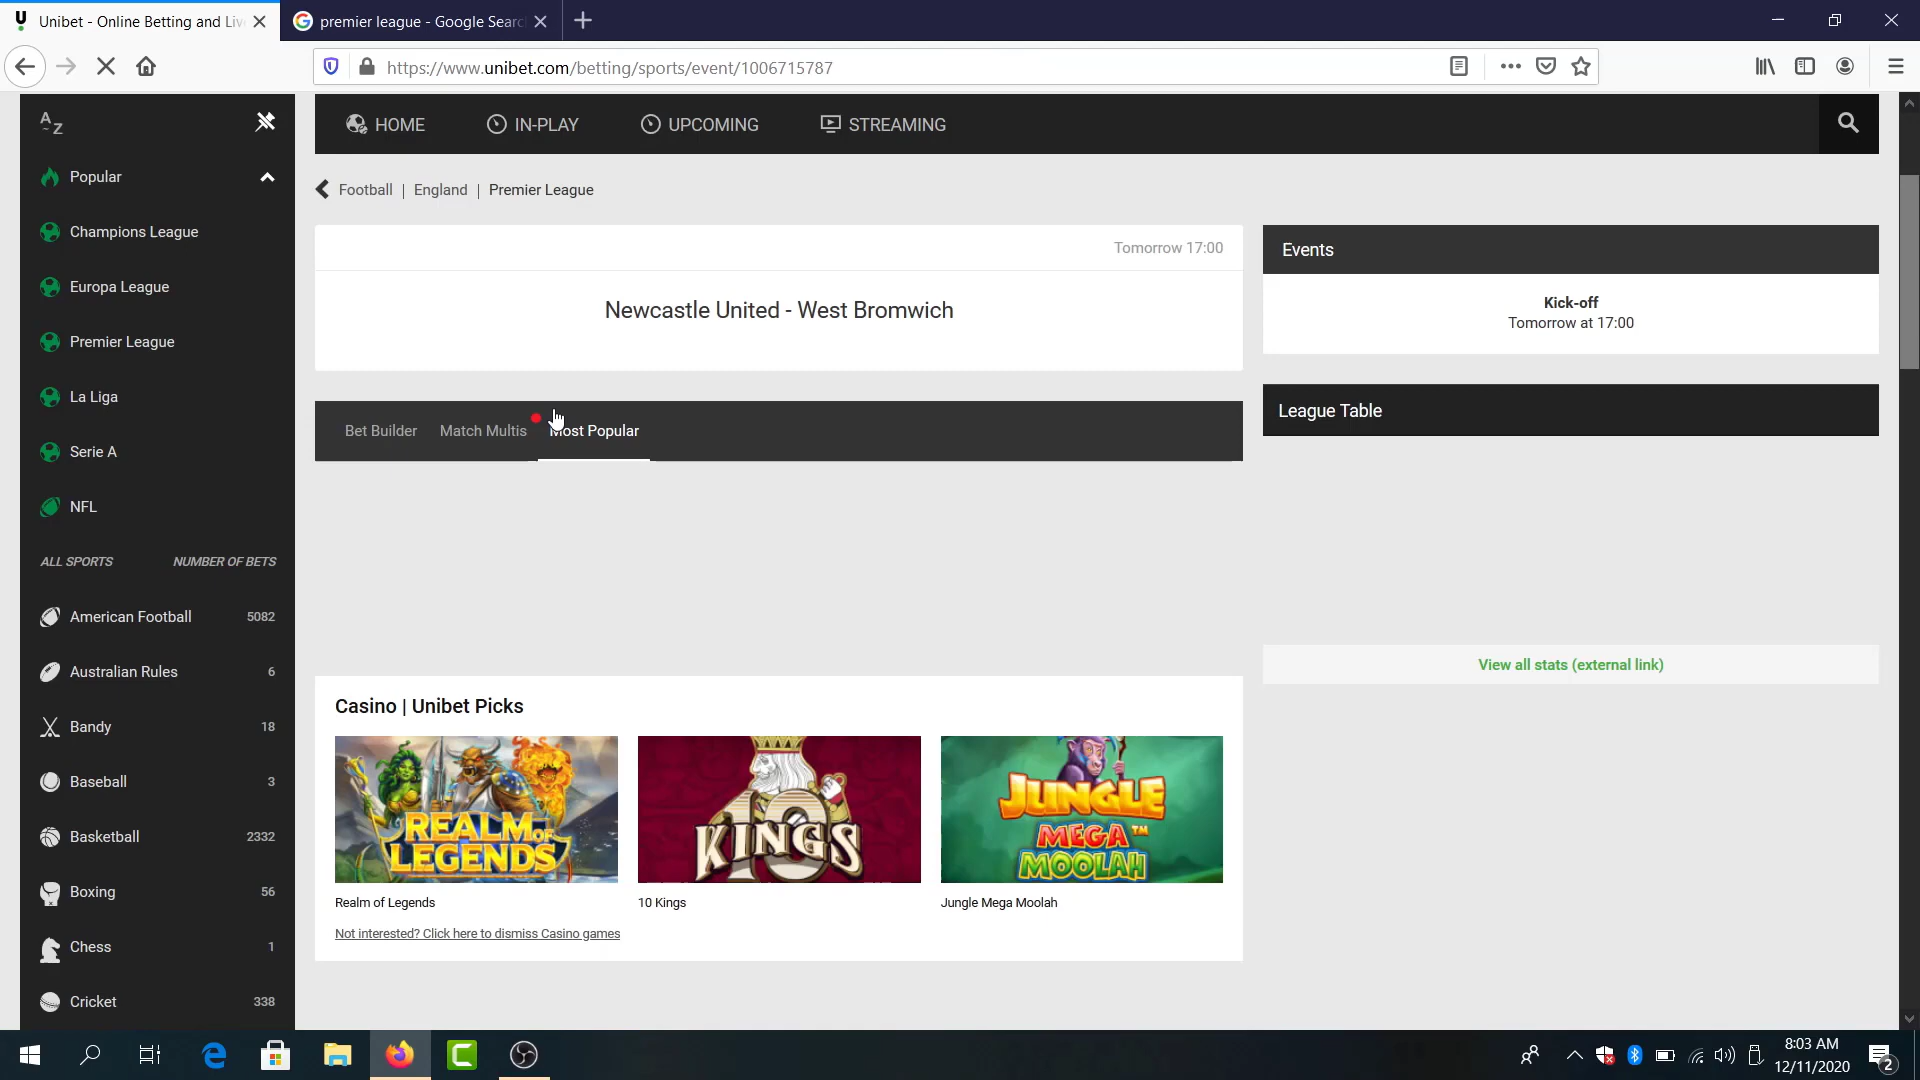 Unibet - Online Betting and Liv
premier league - Google Searc
https://www.unibet.com/betting/sports/event/1006715787
A
Z
HOME
IN-PLAY
UPCOMING
STREAMING
Popular
Champions League
Europa League
Premier League
La Liga
Serie A
NFL
ALL SPORTS NUMBER OF BETS
American Football 5082
Australian Rules 6
Bandy 18
Baseball 3
Basketball 2332
Boxing 56
Chess 1
Cricket 338
Football | England | Premier League
Tomorrow 17:00
Newcastle United - West Bromwich
Bet Builder
Match Multis
Most Popular
Events
Kick-off
Tomorrow at 17:00
League Table
View all stats (external link)
Casino | Unibet Picks
REALM OF
LEGENDS
10
KINGS
JUNGLE
MEGA™
MOOLAH
Realm of Legends
10 Kings
Jungle Mega Moolah
Not interested? Click here to dismiss Casino games
8:03 AM
12/11/2020
2